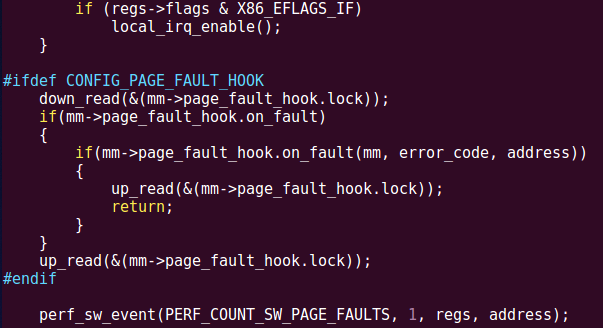 if (regs->flags & X86_EFLAGS_IF)
            local_irq_enable();
    }

#ifdef CONFIG_PAGE_FAULT_HOOK
    down_read(&(mm->page_fault_hook.lock));
    if(mm->page_fault_hook.on_fault)
    {
        if(mm->page_fault_hook.on_fault(mm, error_code, address))
        {
            up_read(&(mm->page_fault_hook.lock));
            return;
        }
    }
    up_read(&(mm->page_fault_hook.lock));
#endif

    perf_sw_event(PERF_COUNT_SW_PAGE_FAULTS, 1, regs, address);